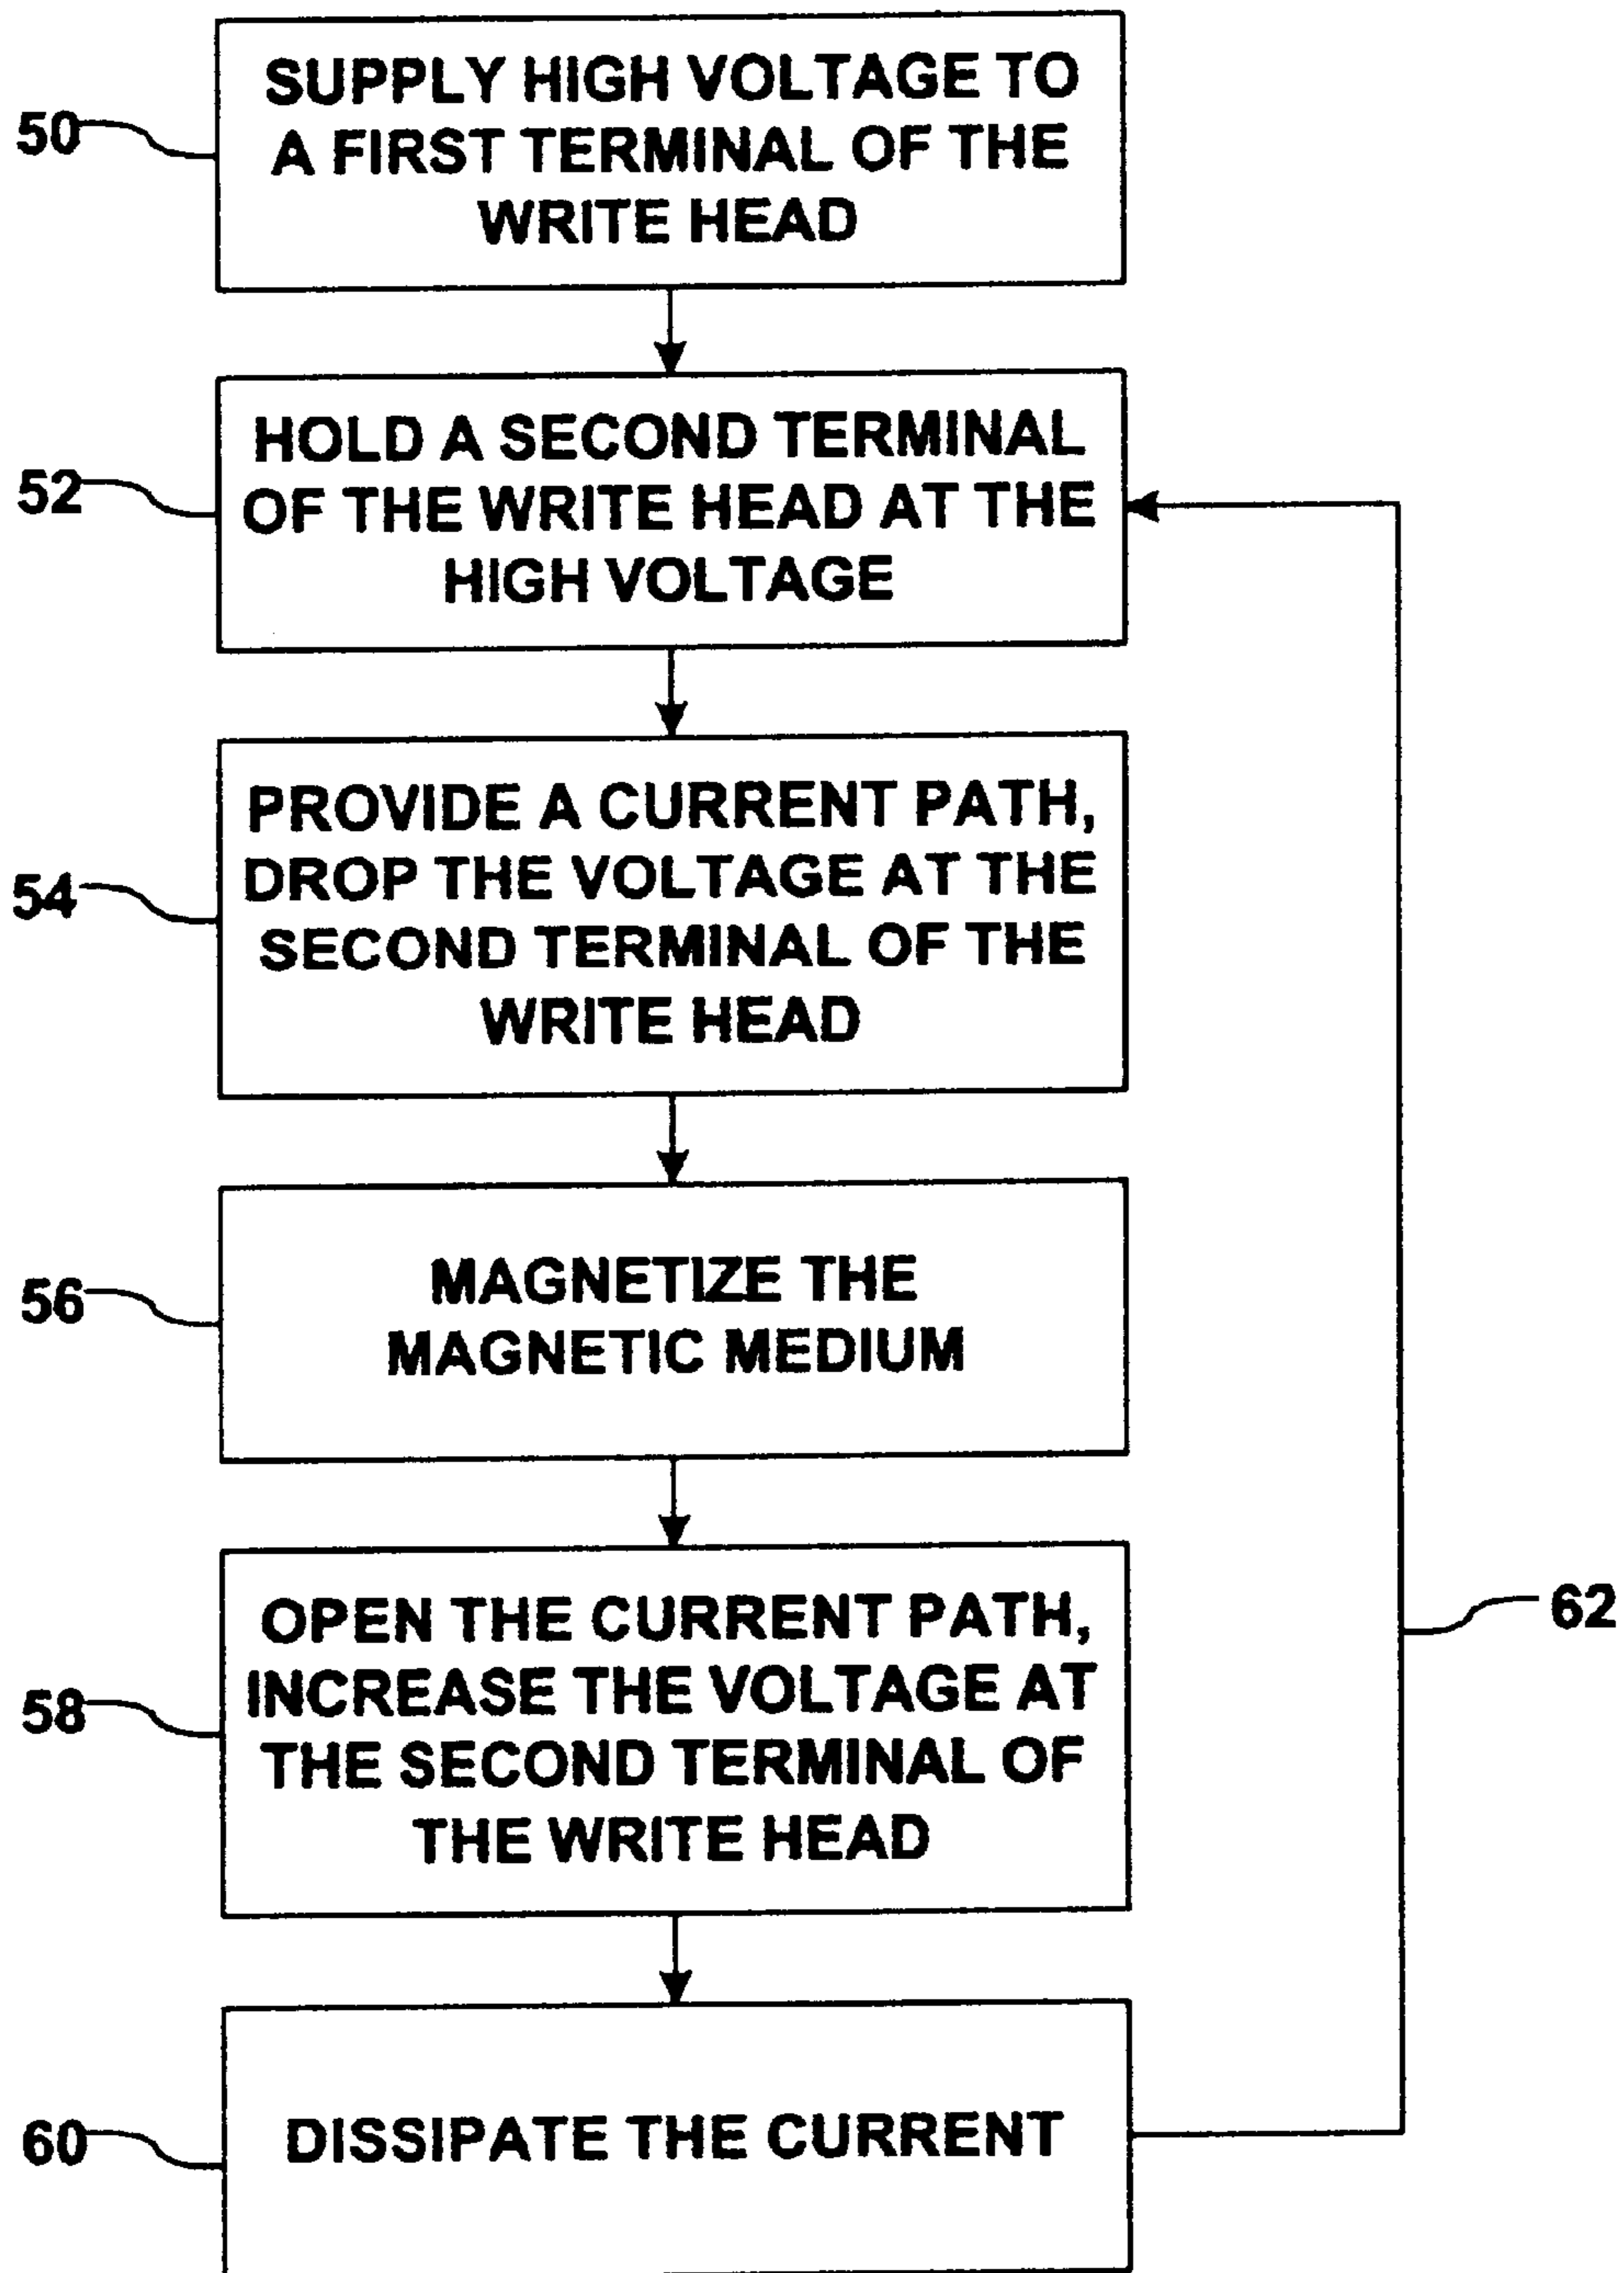 50
SUPPLY HIGH VOLTAGE TO
A FIRST TERMINAL OF THE
WRITE HEAD
52
HOLD A SECOND TERMINAL
OF THE WRITE HEAD AT THE
HIGH VOLTAGE
54
PROVIDE A CURRENT PATH,
DROP THE VOLTAGE AT THE
SECOND TERMINAL OF THE
WRITE HEAD
56
MAGNETIZE THE
MAGNETIC MEDIUM
58
OPEN THE CURRENT PATH,
INCREASE THE VOLTAGE AT
THE SECOND TERMINAL OF
THE WRITE HEAD
62
60
DISSIPATE THE CURRENT